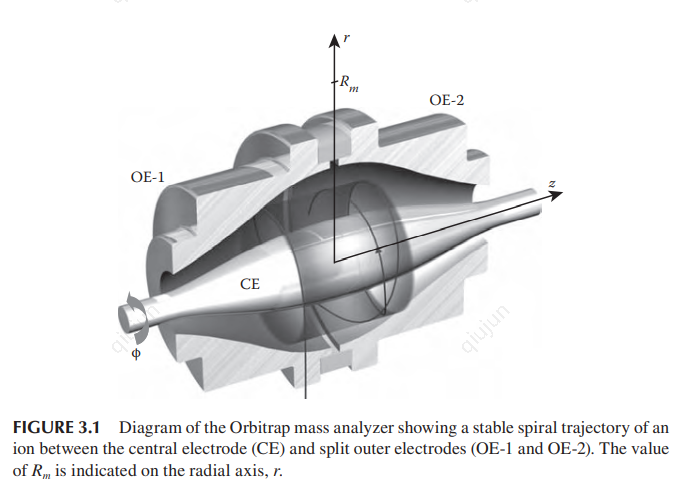 r
R_m
OE-2
OE-1
z
CE
ϕ
qiujun
qiujun
FIGURE 3.1 Diagram of the Orbitrap mass analyzer showing a stable spiral trajectory of an
ion between the central electrode (CE) and split outer electrodes (OE-1 and OE-2). The value
of R_m is indicated on the radial axis, r.